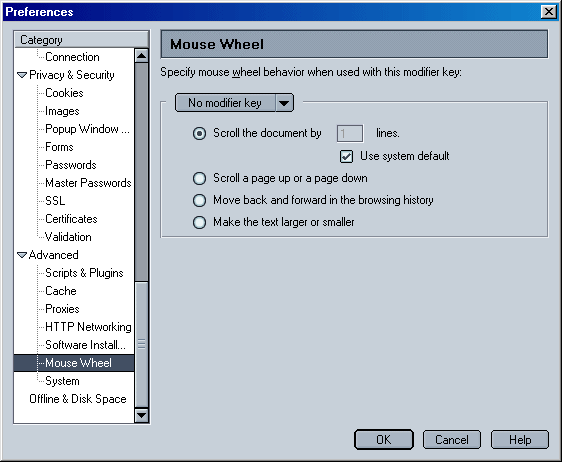 Preferences
Category
Connection
Privacy & Security
Cookies
Images
Popup Window ...
Forms
Passwords
Master Passwords
SSL
Certificates
Validation
Advanced
Scripts & Plugins
Cache
Proxies
HTTP Networking
Software Install...
Mouse Wheel
System
Offline & Disk Space
Mouse Wheel
Specify mouse wheel behavior when used with this modifier key:
No modifier key
Scroll the document by 1 lines.
Use system default
Scroll a page up or a page down
Move back and forward in the browsing history
Make the text larger or smaller
OK Cancel Help